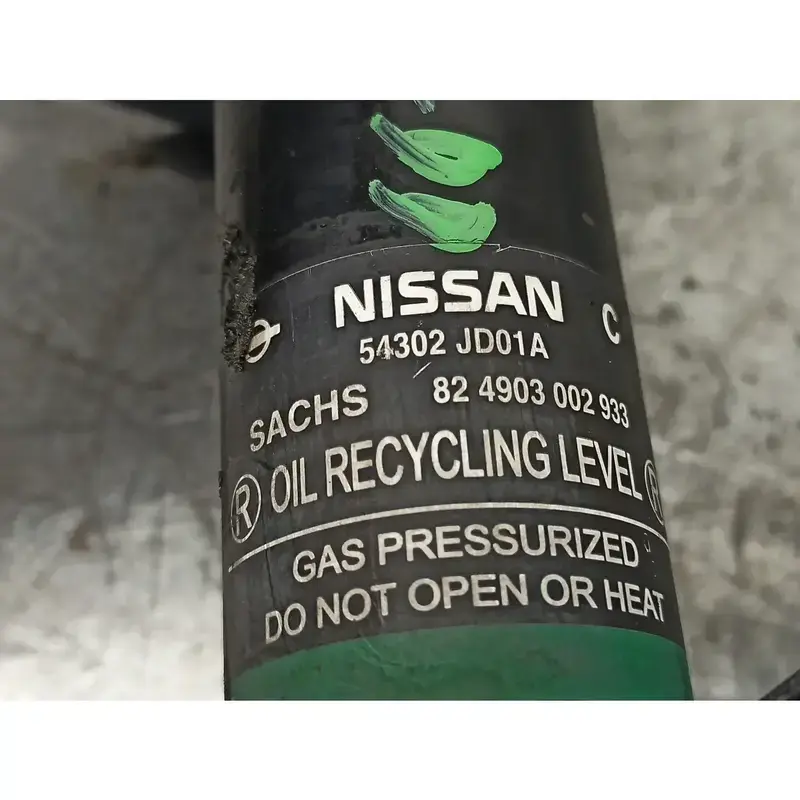 NISSAN C
54302 JD01A
SACHS 82 4903 002 933
Ⓡ OIL RECYCLING LEVEL Ⓡ
GAS PRESSURIZED
DO NOT OPEN OR HEAT